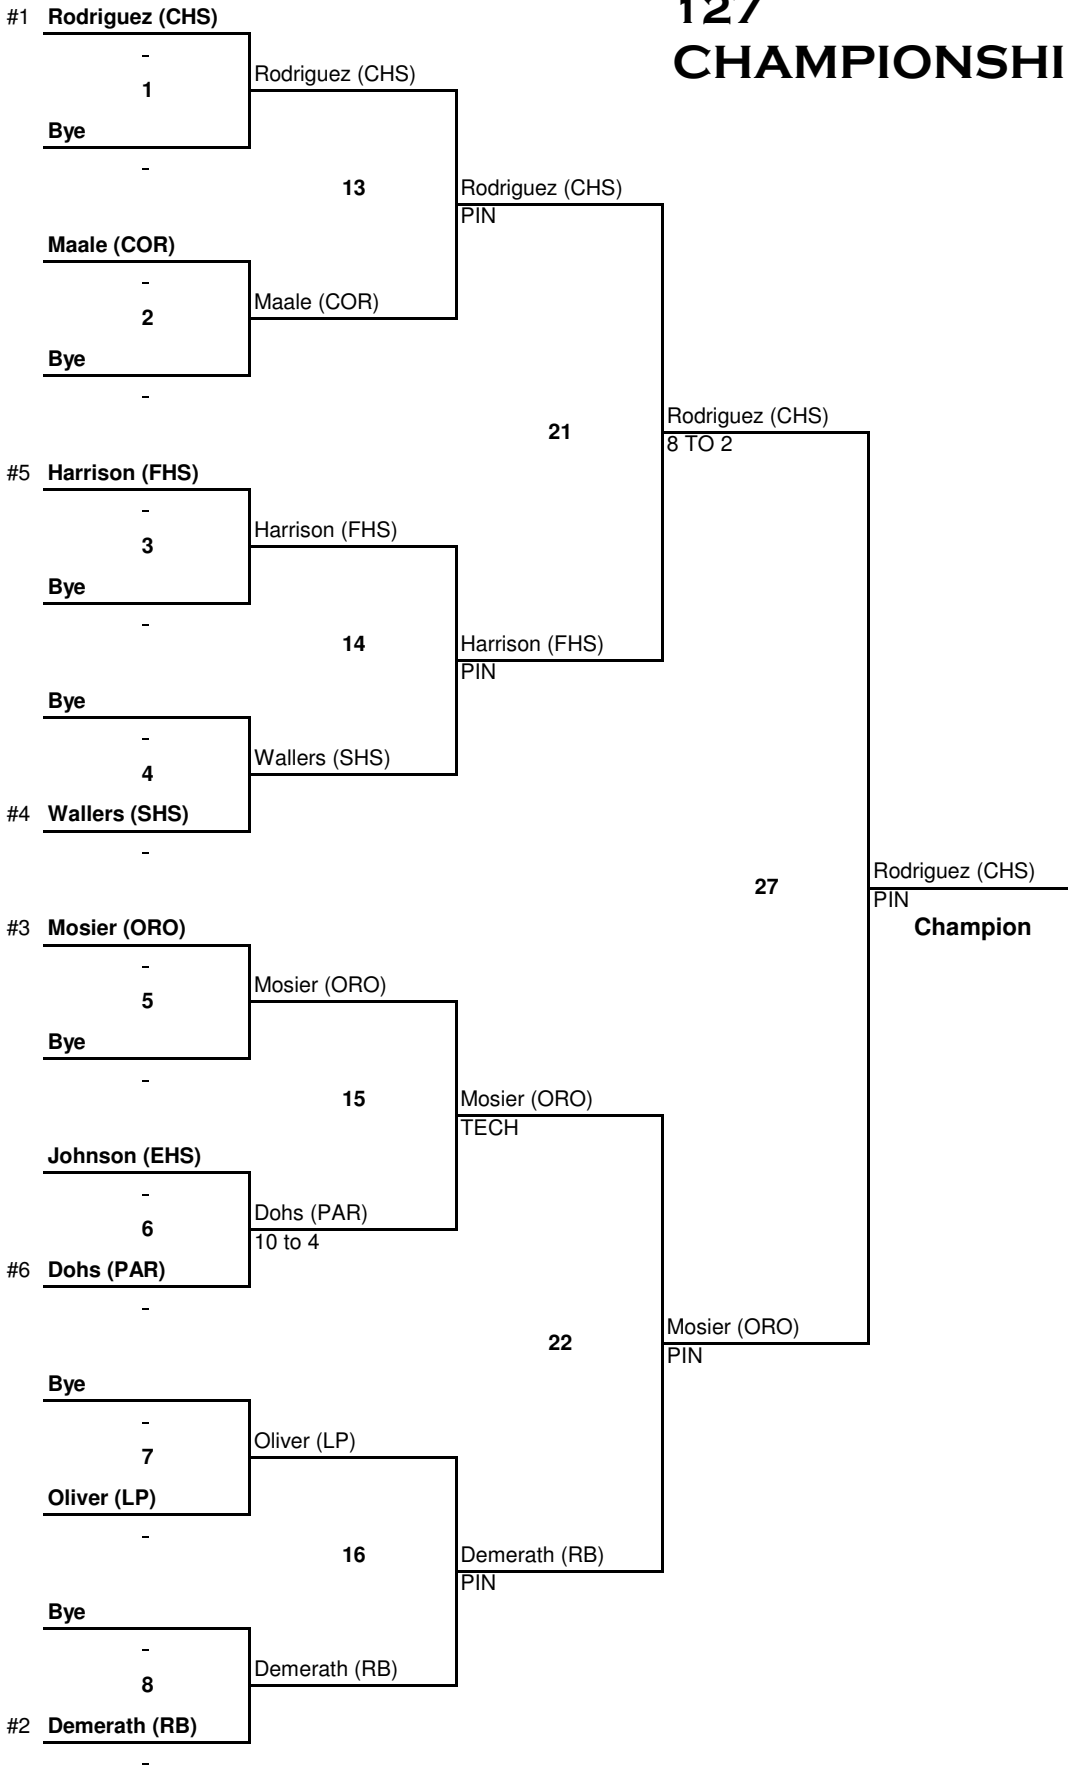 127
CHAMPIONSHI
#1 Rodriguez (CHS)
-
1
Rodriguez (CHS)
Bye
-
13
Rodriguez (CHS)
PIN
Maale (COR)
-
2
Maale (COR)
Bye
-
21
Rodriguez (CHS)
8 TO 2
#5 Harrison (FHS)
-
3
Harrison (FHS)
Bye
-
14
Harrison (FHS)
PIN
Bye
-
4
Wallers (SHS)
#4 Wallers (SHS)
-
27
Rodriguez (CHS)
PIN
Champion
#3 Mosier (ORO)
-
5
Mosier (ORO)
Bye
-
15
Mosier (ORO)
TECH
Johnson (EHS)
-
6
Dohs (PAR)
10 to 4
#6 Dohs (PAR)
-
22
Mosier (ORO)
PIN
Bye
-
7
Oliver (LP)
Oliver (LP)
-
16
Demerath (RB)
PIN
Bye
-
8
Demerath (RB)
#2 Demerath (RB)
-